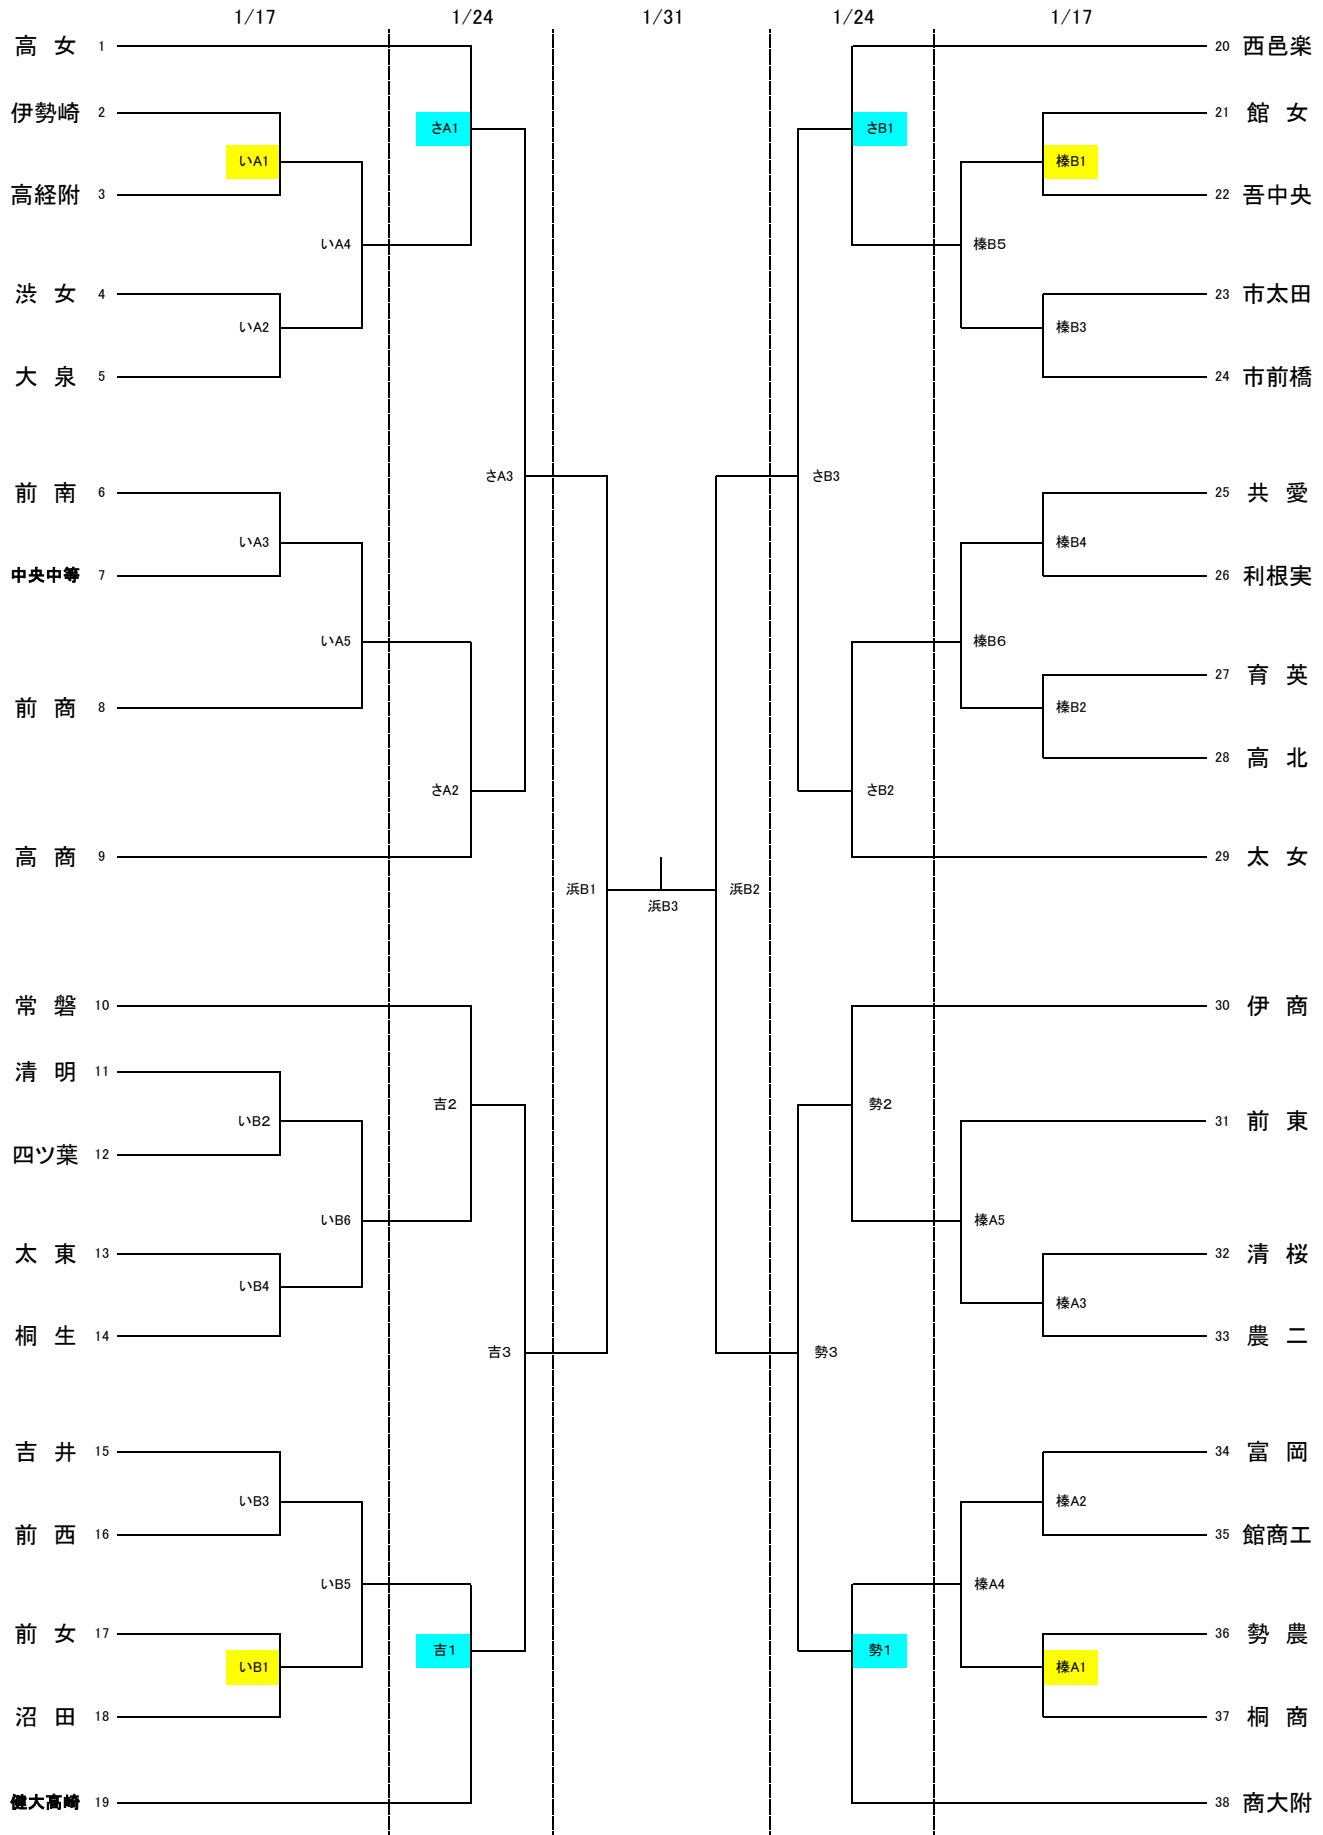 1/17 1/24 1/31 1/24 1/17
高 女 1 20 西邑楽
伊勢崎 2 21 館 女
さA1 さB1
いA1 榛B1
高経附 3 22 吾中央
いA4 榛B5
渋 女 4 23 市太田
いA2 榛B3
大 泉 5 24 市前橋
さA3 さB3
前 南 6 25 共 愛
いA3 榛B4
中央中等 7 26 利根実
いA5 榛B6
27 育 英
前 商 8 榛B2
28 高 北
さA2 さB2
高 商 9 29 太 女
浜B1 浜B2
浜B3
常 磐 10 30 伊 商
清 明 11
吉2 勢2
いB2 31 前 東
四ツ葉 12
いB6 榛A5
太 東 13 32 清 桜
いB4 榛A3
桐 生 14 33 農 二
吉3 勢3
吉 井 15 34 富 岡
いB3 榛A2
前 西 16 35 館商工
いB5 榛A4
前 女 17 36 勢 農
吉1 勢1
いB1 榛A1
沼 田 18 37 桐 商
健大高崎 19 38 商大附